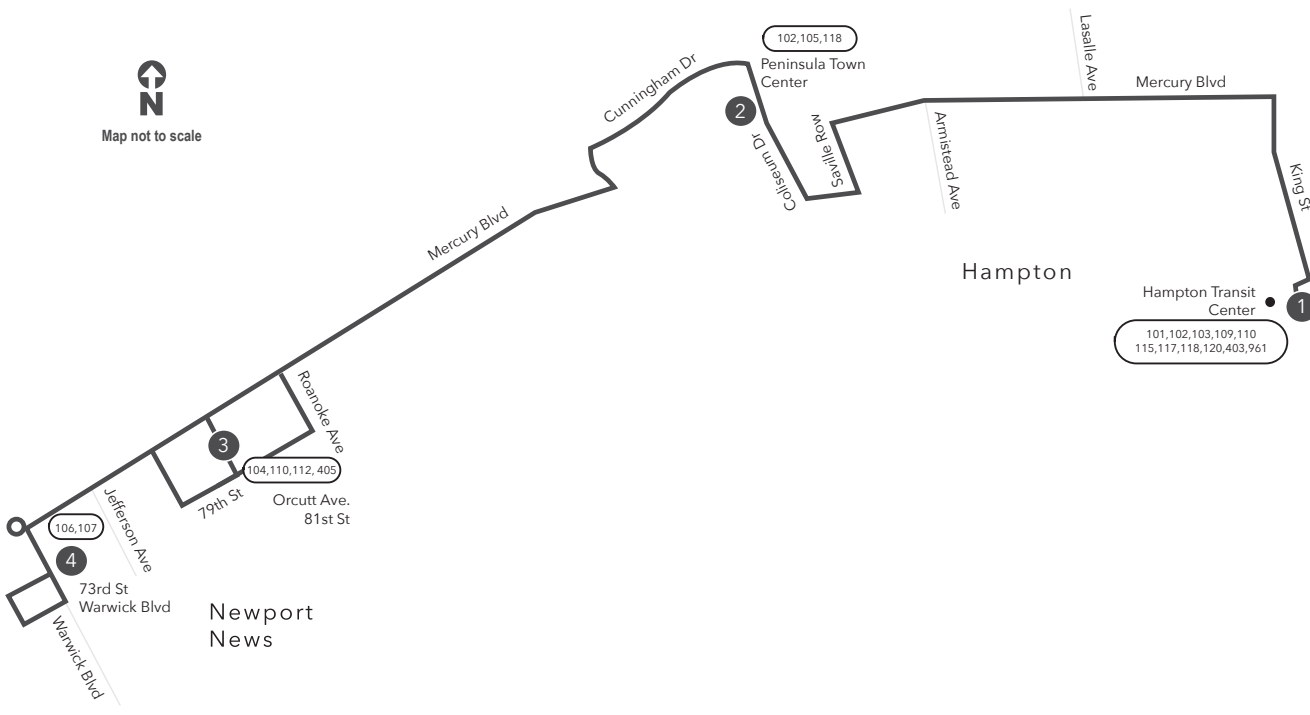 102,105,118
Peninsula Town
Center
Lasalle Ave
Mercury Blvd
Cunningham Dr
N
Map not to scale
2
Saville Row
Armistead Ave
Coliseum Dr
King St
Mercury Blvd
Hampton
Hampton Transit
Center
1
101,102,103,109,110
115,117,118,120,403,961
Roanoke Ave
3
104,110,112, 405
79th St
Orcutt Ave.
81st St
Jefferson Ave
106,107
4
73rd St
Warwick Blvd
Newport
News
Warwick Blvd